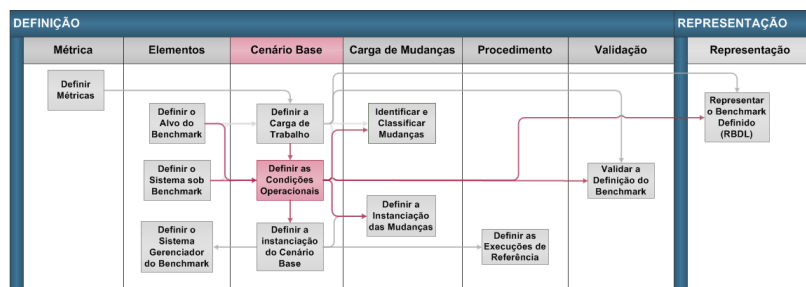 DEFINIÇÃO
REPRESENTAÇÃO
Métrica
Elementos
Cenário Base
Carga de Mudanças
Procedimento
Validação
Representação
Definir
Métricas
Definir o
Alvo do
Benchmark
Definir a
Carga de
Trabalho
Identificar e
Classificar
Mudanças
Representar
o Benchmark
Definido
(RBDL)
Definir o
Sistema sob
Benchmark
Definir as
Condições
Operacionais
Validar a
Definição do
Benchmark
Definir o
Sistema
Gerenciador
do Benchmark
Definir a
instanciação
do Cenário
Base
Definir a
Instanciação
das Mudanças
Definir as
Execuções de
Referência